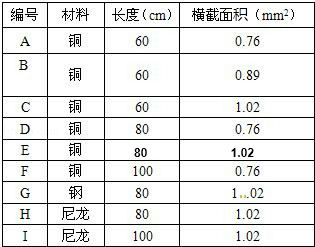 编号 材料 长度(cm) 横截面积(mm²)
A 铜 60 0.76
B 铜 60 0.89
C 铜 60 1.02
D 铜 80 0.76
E 铜 80 1.02
F 铜 100 0.76
G 钢 80 1..02
H 尼龙 80 1.02
I 尼龙 100 1.02